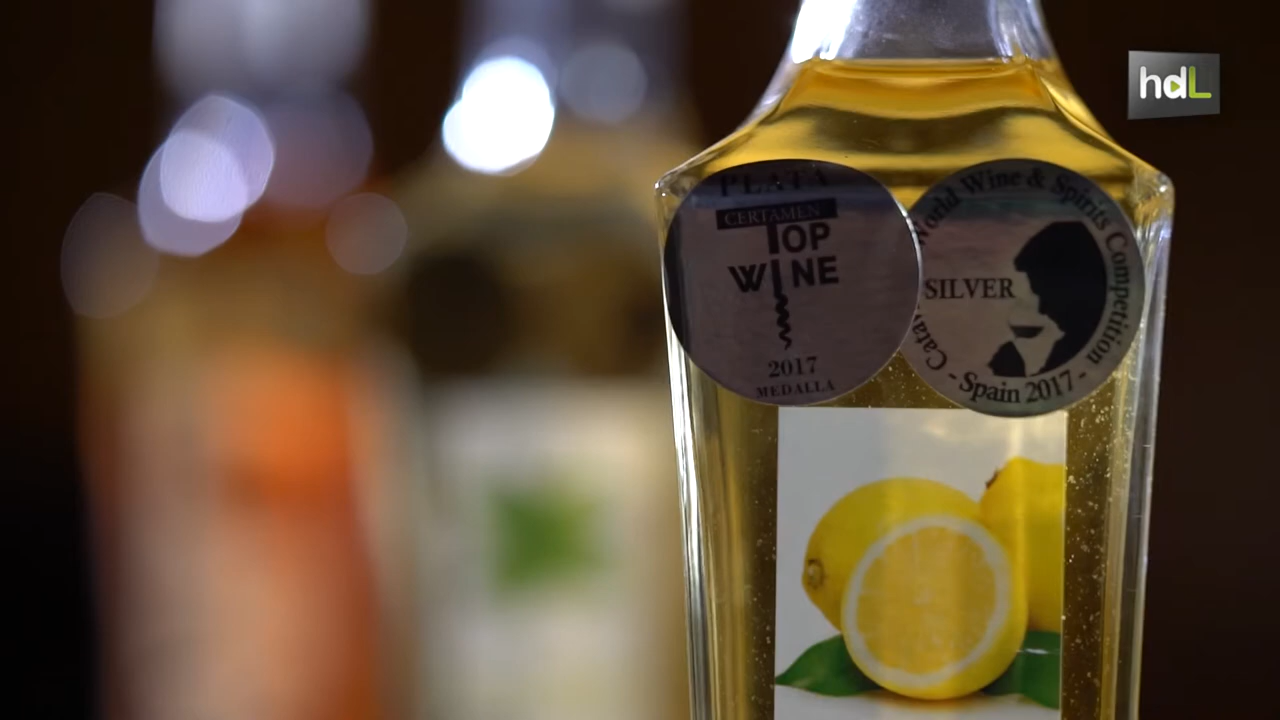 hdL
PLATA
CERTAMEN
TOP
WINE
2017
MEDALLA
World Wine & Spirits Competition
SILVER
- Spain 2017 -